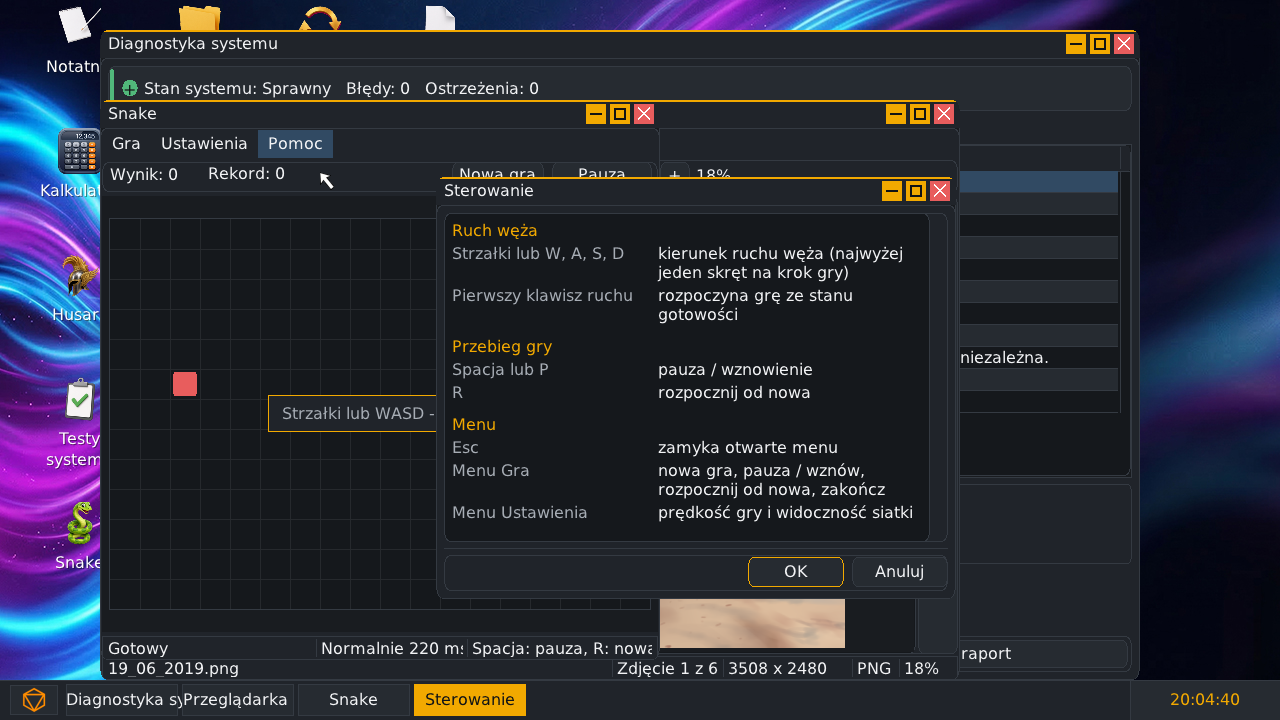 Notatn
Diagnostyka systemu
Stan systemu: Sprawny Błędy: 0 Ostrzeżenia: 0
Snake
Gra Ustawienia Pomoc
Wynik: 0 Rekord: 0 Nowa gra Pauza + 18%
Kalkulat
Sterowanie
Ruch węża
Strzałki lub W, A, S, D kierunek ruchu węża (najwyżej
jeden skręt na krok gry)
Pierwszy klawisz ruchu rozpoczyna grę ze stanu
gotowości
Husar
Przebieg gry
Spacja lub P pauza / wznowienie
R rozpocznij od nowa
niezależna.
Strzałki lub WASD -
Menu
Esc zamyka otwarte menu
Menu Gra nowa gra, pauza / wznów,
rozpocznij od nowa, zakończ
Menu Ustawienia prędkość gry i widoczność siatki
Testy
system
Snake
OK Anuluj
raport
Gotowy Normalnie 220 ms Spacja: pauza, R: nowa
19_06_2019.png Zdjęcie 1 z 6 3508 x 2480 PNG 18%
Diagnostyka sy Przeglądarka Snake Sterowanie 20:04:40